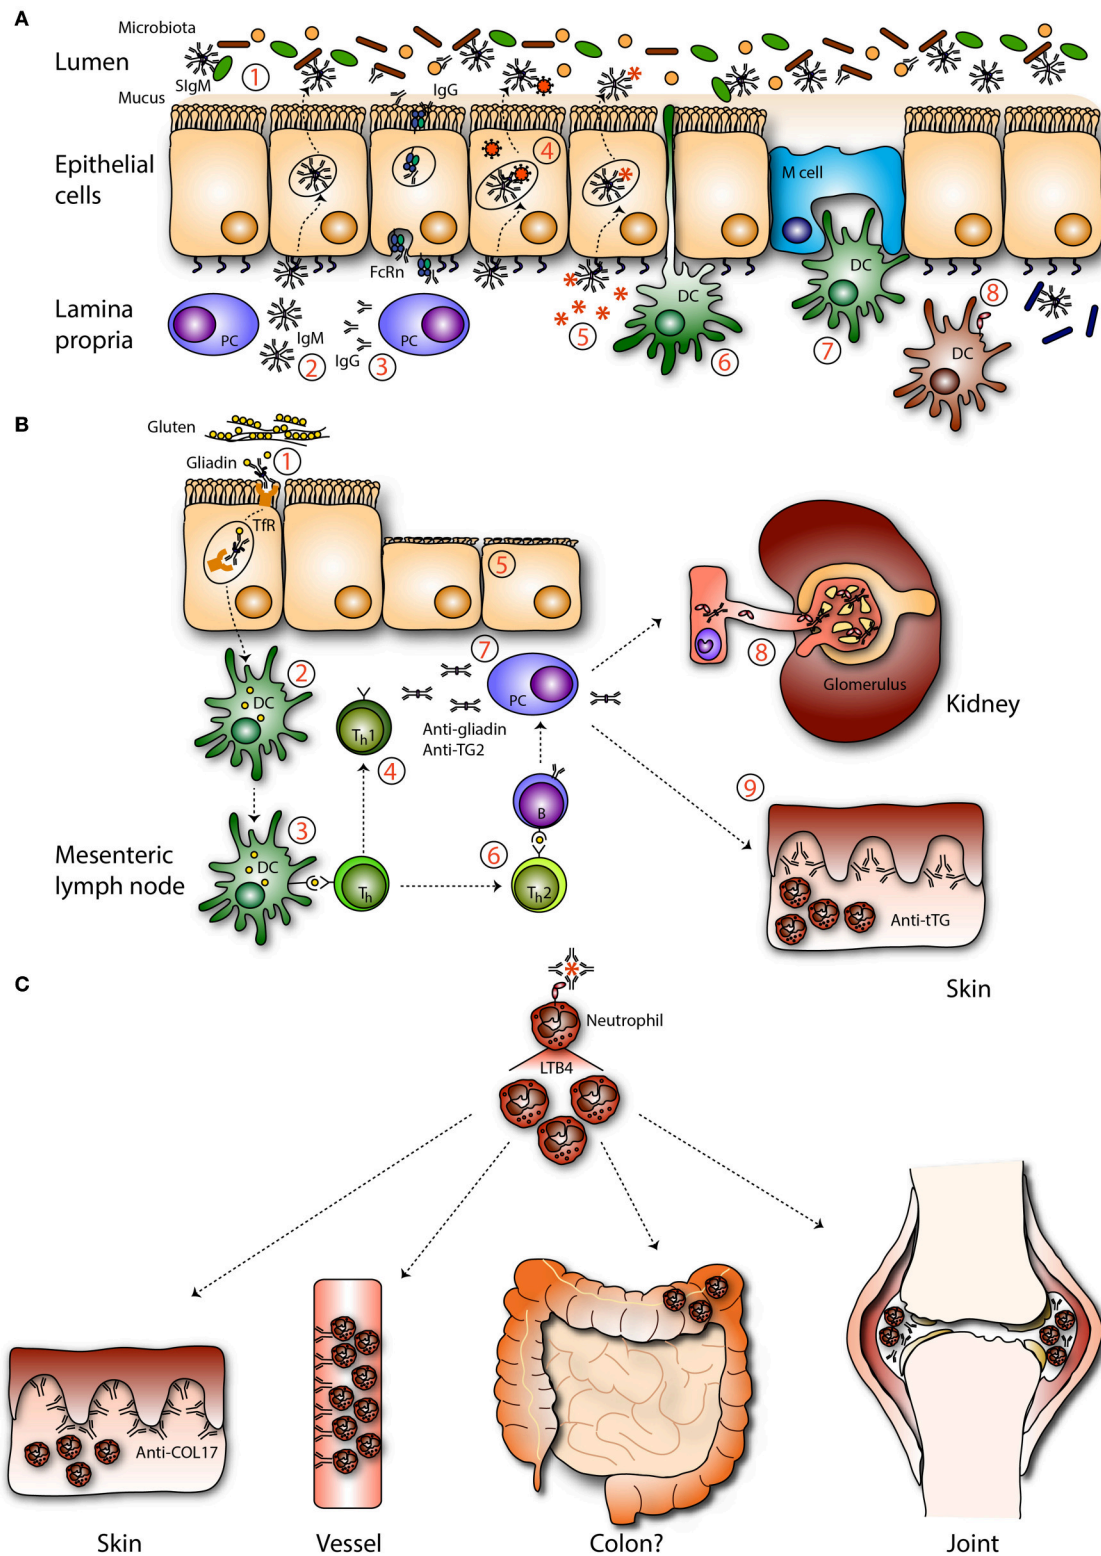 A
Microbiota
Lumen
1
SIgM
Mucus
IgG
4
Epithelial
cells
M cell
DC
FcRn
DC
8
Lamina
propria
PC
IgM
2
IgG
3
PC
5
6
7
DC
B
Gluten
Gliadin
1
TfR
5
2
DC
7
PC
8
Glomerulus
Kidney
Anti-gliadin
Anti-TG2
Th1
4
9
B
3
DC
6
Mesenteric
lymph node
Th
Th2
Anti-tTG
Skin
C
Neutrophil
LTB4
Anti-COL17
Skin
Vessel
Colon?
Joint